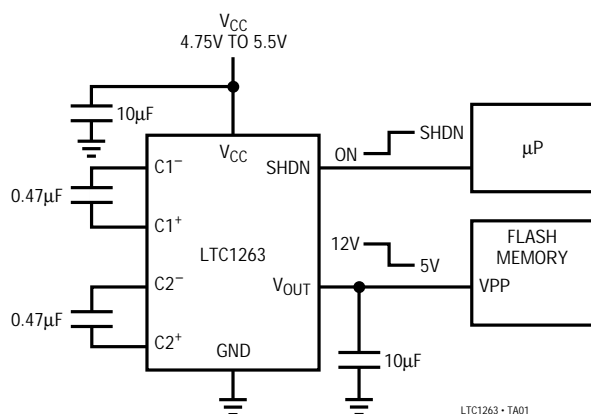 VCC
4.75V TO 5.5V
10µF
VCC
C1−
SHDN
ON
SHDN
µP
0.47µF
C1+
LTC1263
12V
5V
FLASH
MEMORY
C2−
VOUT
VPP
0.47µF
C2+
GND
10µF
LTC1263 • TA01